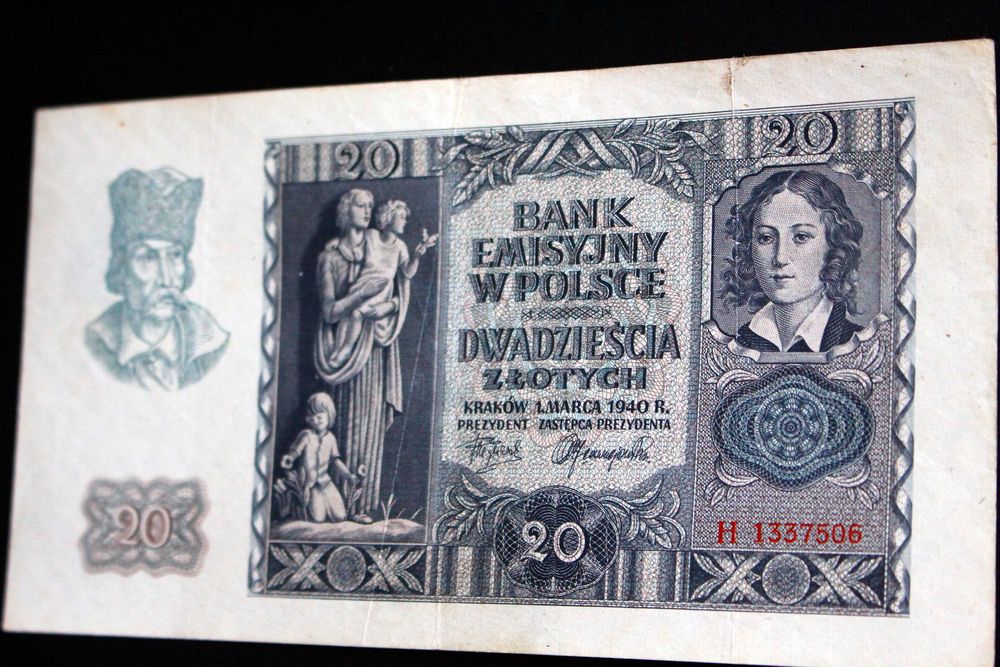 20
20
BANK
EMISYJNY
W POLSCE
DWADZIEŚCIA
ZŁOTYCH
KRAKÓW 1. MARCA 1940 R.
PREZYDENT ZASTĘPCA PREZYDENTA
20
20
H 1337506